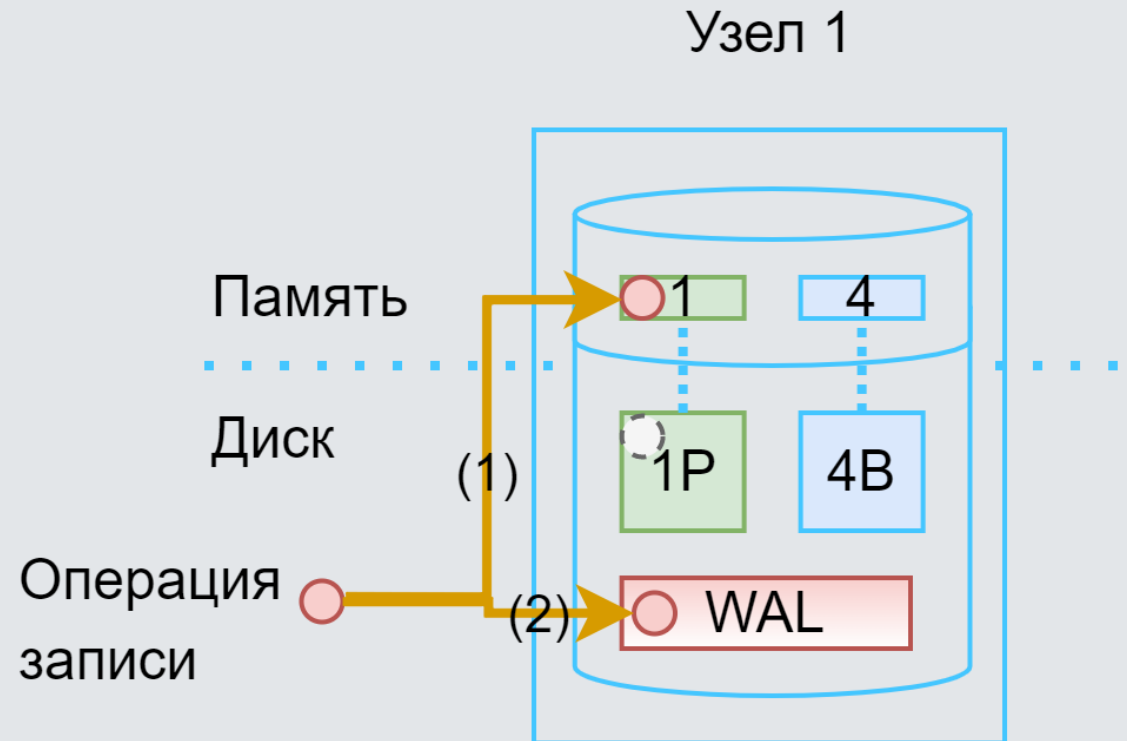 Узел 1
Память
1
4
Диск
(1)
1P
4B
Операция
записи
(2)
WAL